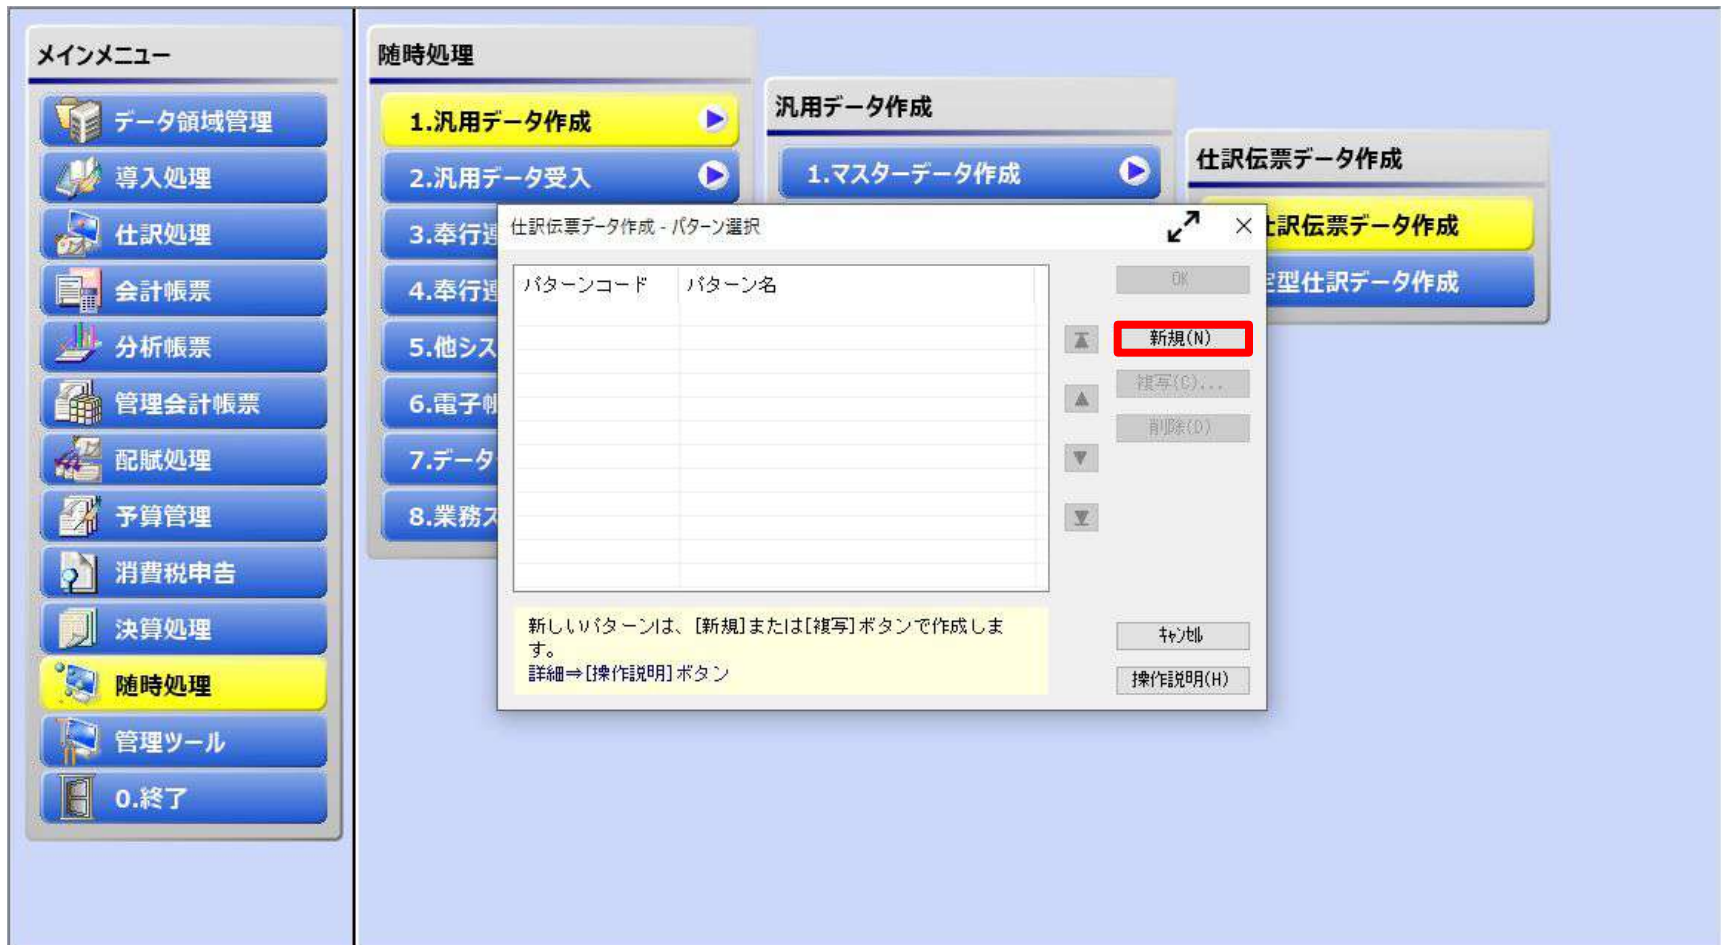 メインメニュー
データ領域管理
導入処理
仕訳処理
会計帳票
分析帳票
管理会計帳票
配賦処理
予算管理
消費税申告
決算処理
随時処理
管理ツール
0.終了
随時処理
1.汎用データ作成
2.汎用データ受入
3.奉行連
4.奉行連
5.他シス
6.電子帳
7.データ
8.業務ス
汎用データ作成
1.マスターデータ作成
仕訳伝票データ作成
仕訳伝票データ作成
定型仕訳データ作成
仕訳伝票データ作成 - パターン選択
パターンコード パターン名
OK
新規(N)
複写(C)...
削除(D)
新しいパターンは、[新規]または[複写]ボタンで作成しま
す。
詳細⇒[操作説明]ボタン
キャンセル
操作説明(H)